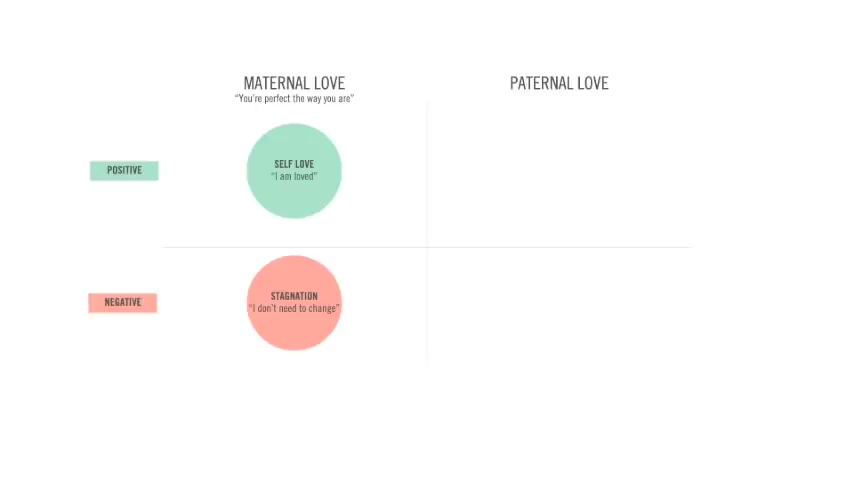 MATERNAL LOVE
"You're perfect the way you are"
PATERNAL LOVE
POSITIVE
SELF LOVE
"I am loved"
NEGATIVE
STAGNATION
"I don't need to change"